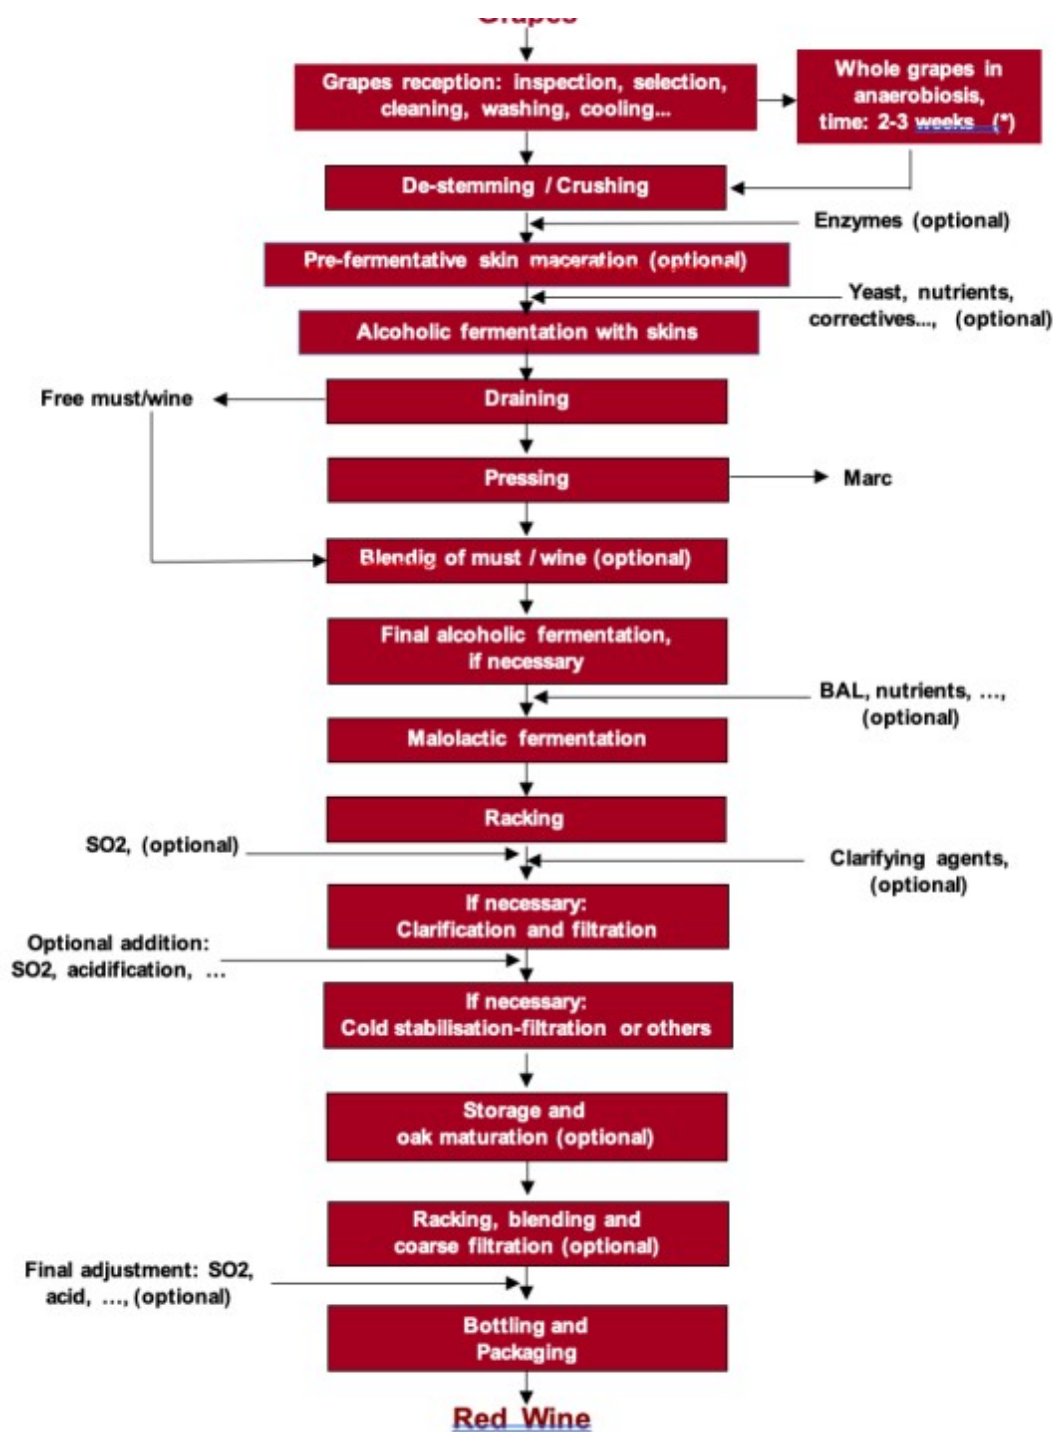 Grapes
Grapes reception: inspection, selection,
cleaning, washing, cooling...
Whole grapes in
anaerobiosis,
time: 2-3 weeks (*)
De-stemming / Crushing
Enzymes (optional)
Pre-fermentative skin maceration (optional)
Yeast, nutrients,
correctives..., (optional)
Alcoholic fermentation with skins
Free must/wine
Draining
Pressing
Marc
Blendig of must / wine (optional)
Final alcoholic fermentation,
if necessary
BAL, nutrients, ...,
(optional)
Malolactic fermentation
Racking
SO2, (optional)
Clarifying agents,
(optional)
If necessary:
Clarification and filtration
Optional addition:
SO2, acidification, ...
If necessary:
Cold stabilisation-filtration or others
Storage and
oak maturation (optional)
Racking, blending and
coarse filtration (optional)
Final adjustment: SO2,
acid, ..., (optional)
Bottling and
Packaging
Red Wine